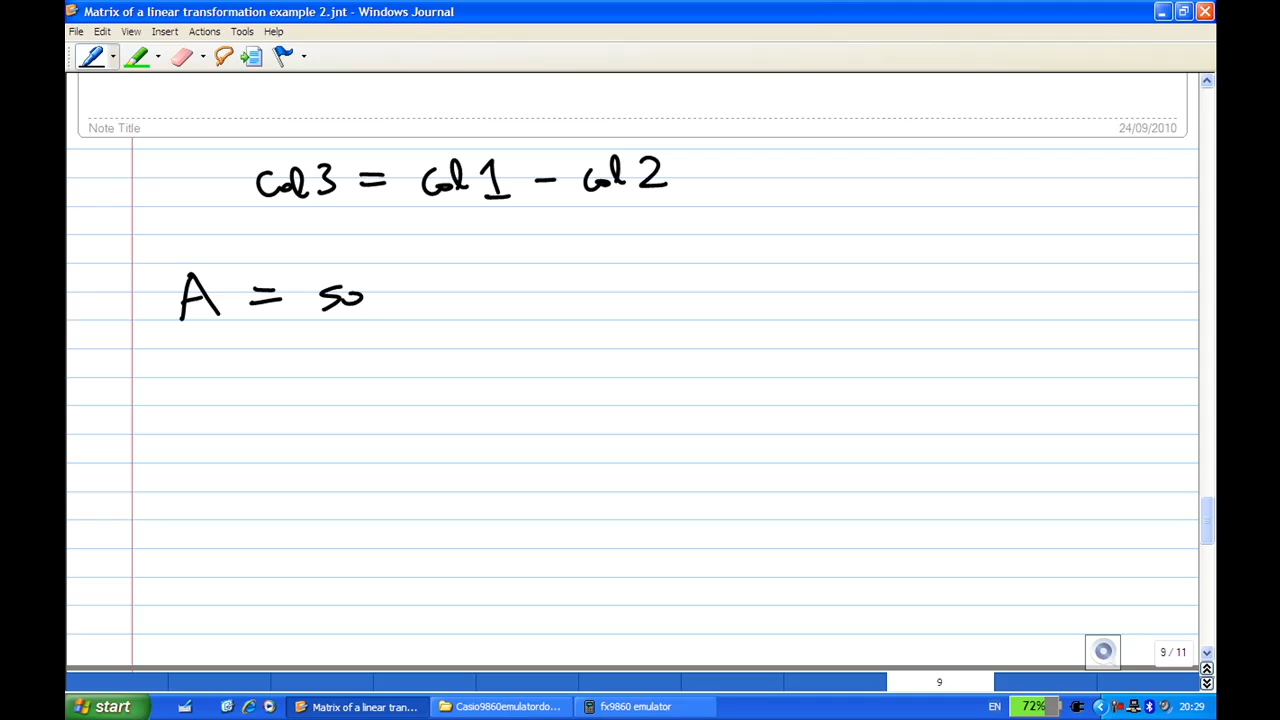 Matrix of a linear transformation example 2.jnt - Windows Journal
File Edit View Insert Actions Tools Help
Note Title
24/09/2010
col 3 = col 1 - col 2
A = so
9 / 11
9
start
Matrix of a linear tran...
Casio9860emulatordo...
fx9860 emulator
EN
72%
20:29